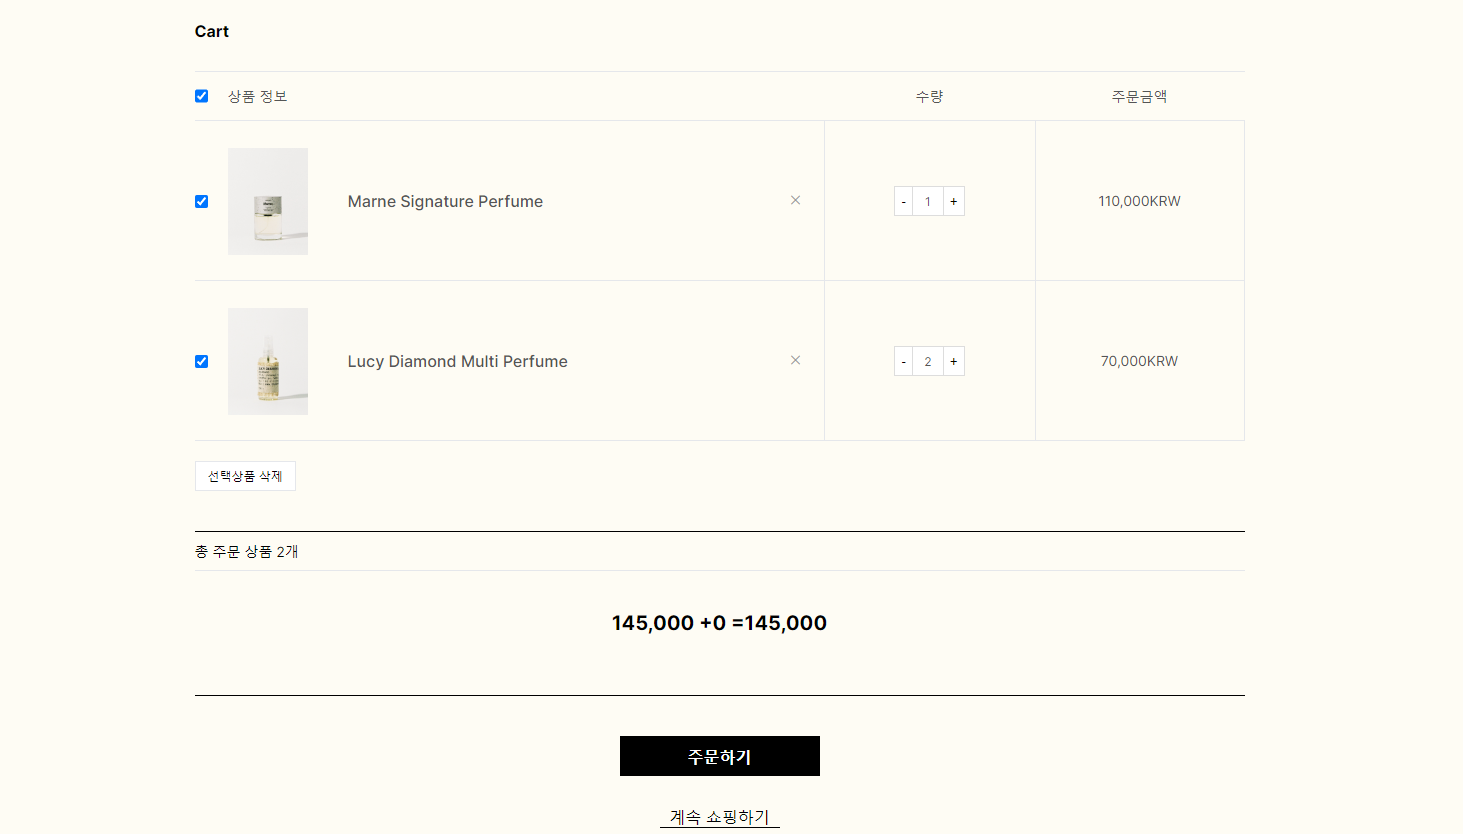 Cart
상품 정보 수량 주문금액
Marne Signature Perfume × - 1 + 110,000KRW
Lucy Diamond Multi Perfume × - 2 + 70,000KRW
선택상품 삭제
총 주문 상품 2개
145,000 +0 =145,000
주문하기
계속 쇼핑하기